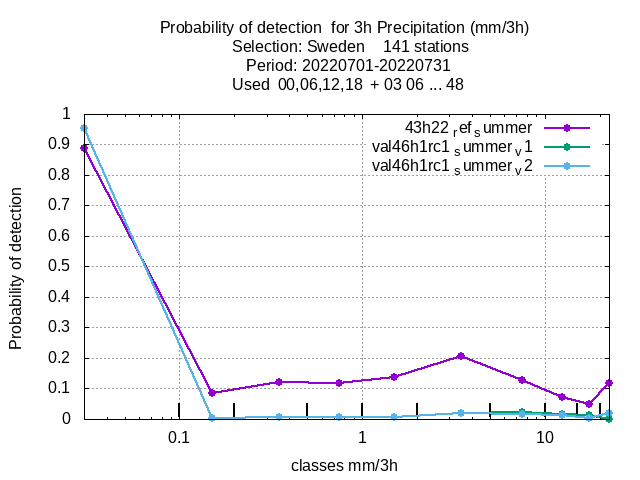 Probability of detection  for 3h Precipitation (mm/3h)
Selection: Sweden    141 stations
Period: 20220701-20220731
Used  00,06,12,18  + 03 06 ... 48
43h22 ref summer
val46h1rc1 summer v1
val46h1rc1 summer v2
1
0.9
0.8
0.7
0.6
0.5
0.4
0.3
0.2
0.1
0
Probability of detection
0.1 1 10
classes mm/3h